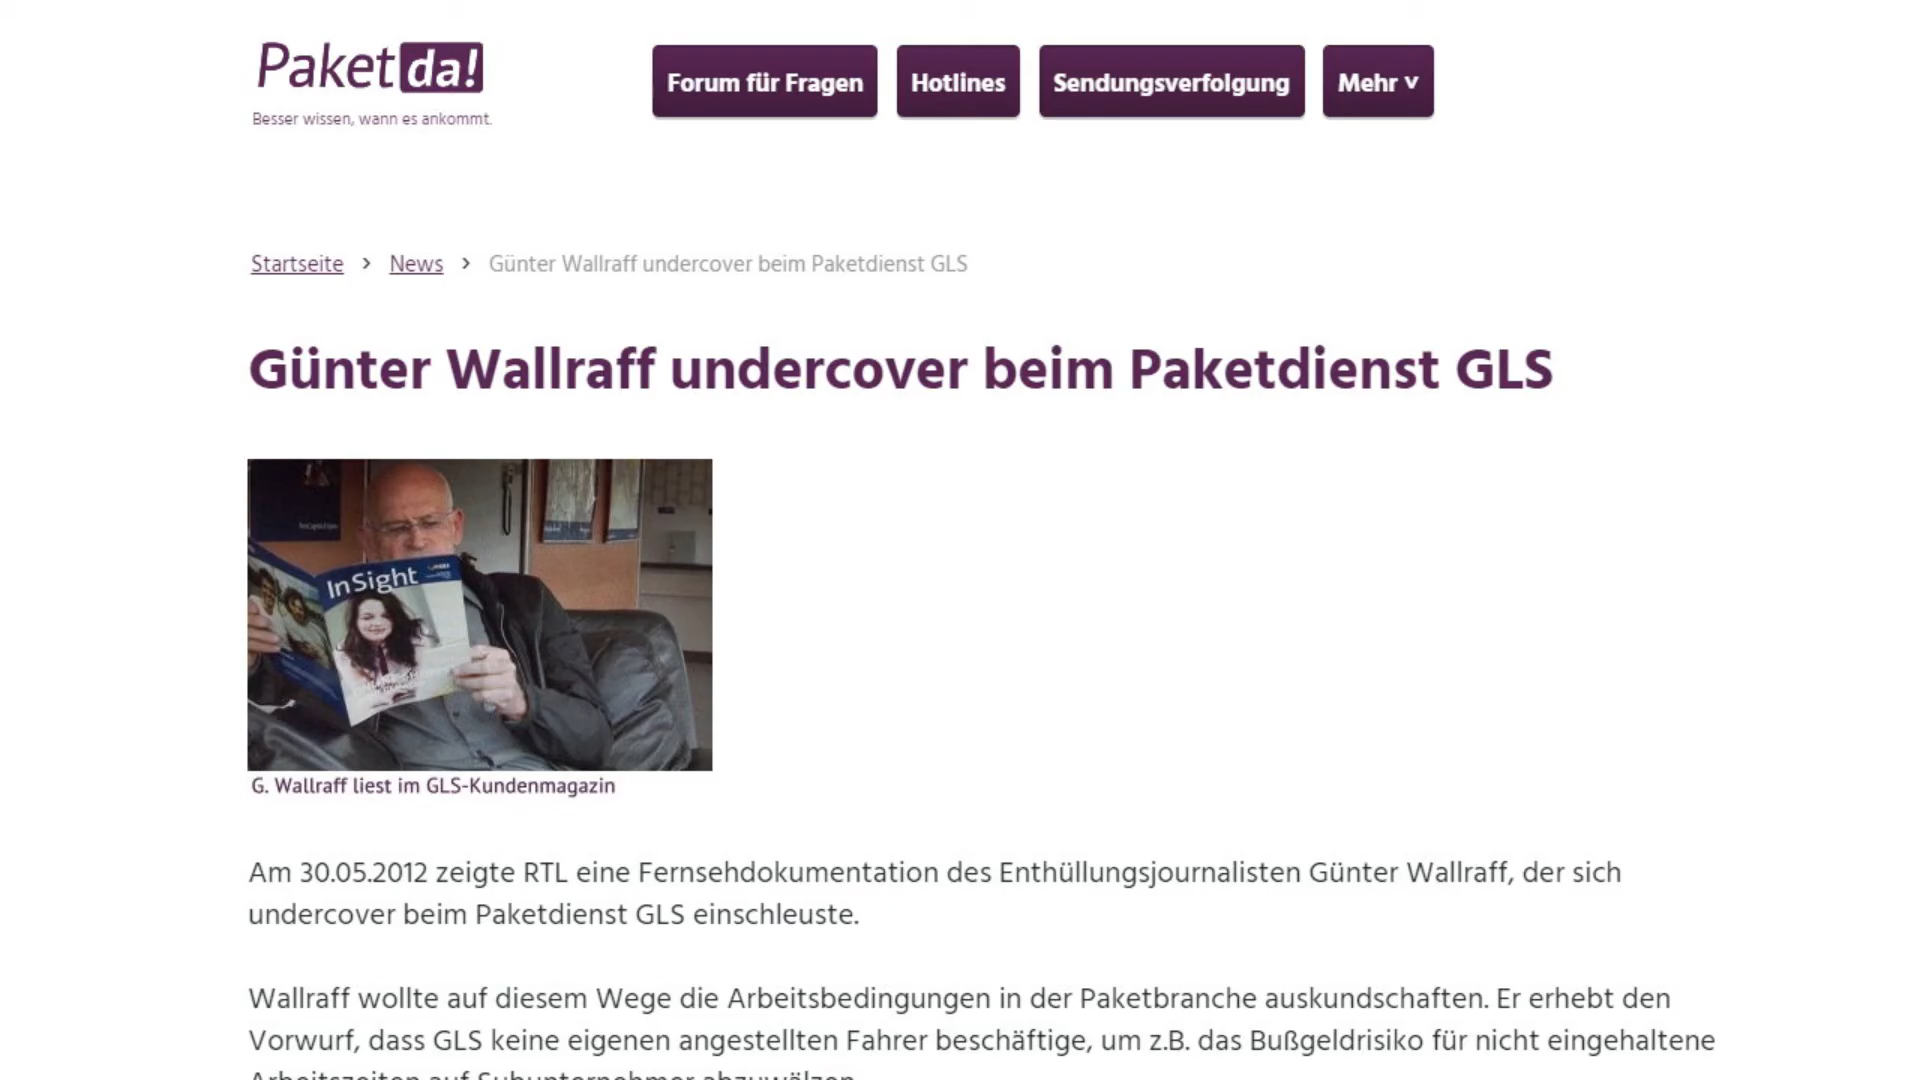 Paket da!
Besser wissen, wann es ankommt.
Forum für Fragen
Hotlines
Sendungsverfolgung
Mehr v
Startseite > News > Günter Wallraff undercover beim Paketdienst GLS
Günter Wallraff undercover beim Paketdienst GLS
InSight
G. Wallraff liest im GLS-Kundenmagazin
Am 30.05.2012 zeigte RTL eine Fernsehdokumentation des Enthüllungsjournalisten Günter Wallraff, der sich
undercover beim Paketdienst GLS einschleuste.
Wallraff wollte auf diesem Wege die Arbeitsbedingungen in der Paketbranche auskundschaften. Er erhebt den
Vorwurf, dass GLS keine eigenen angestellten Fahrer beschäftige, um z.B. das Bußgeldrisiko für nicht eingehaltene
Arbeitszeiten auf Subunternehmer abzuwälzen.